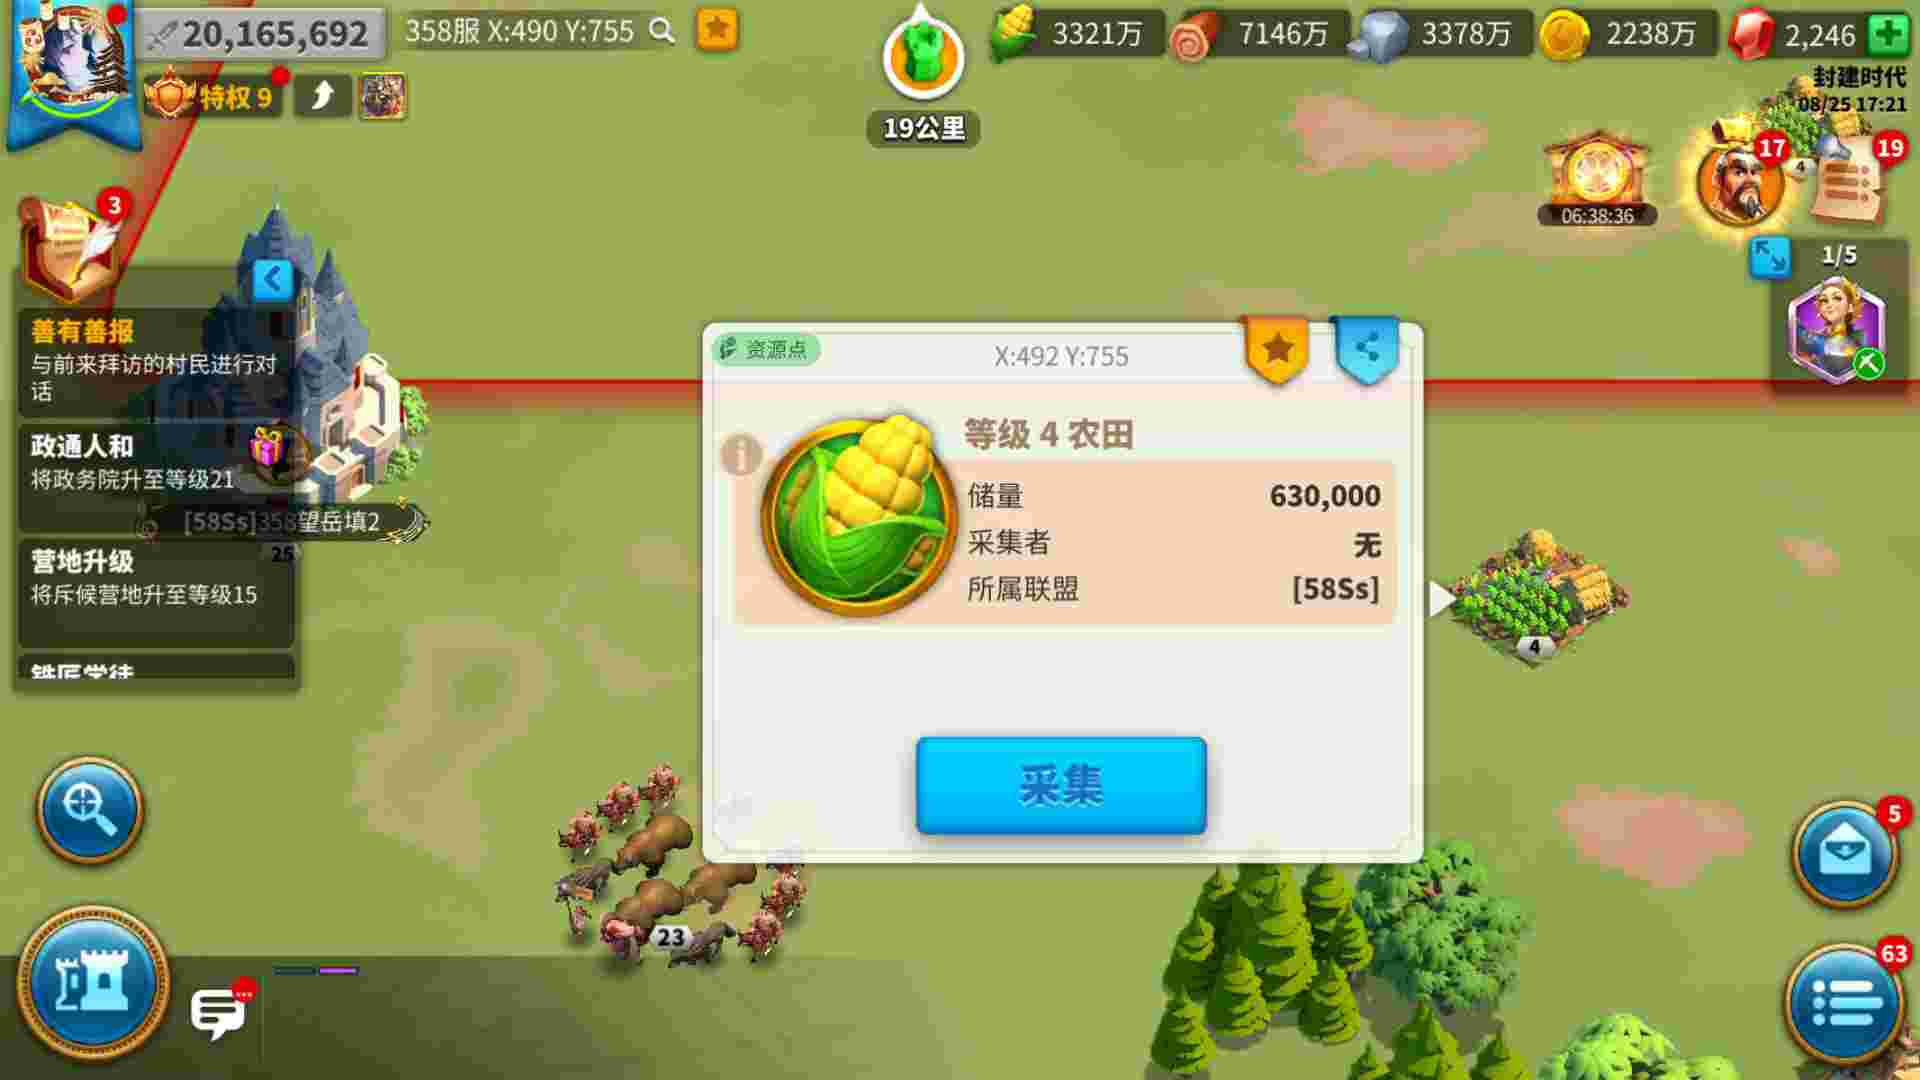 20,165,692
358服 X:490 Y:755
3321万
7146万
3378万
2238万
2,246
特权 9
19公里
封建时代
08/25 17:21
17
19
4
06:38:36
1/5
3
善有善报
与前来拜访的村民进行对
话
政通人和
将政务院升至等级21
[58Ss]358望岳填2
25
营地升级
将斥候营地升至等级15
铁匠学徒
资源点
X:492 Y:755
等级 4 农田
储量 630,000
采集者 无
所属联盟 [58Ss]
采集
4
23
5
63